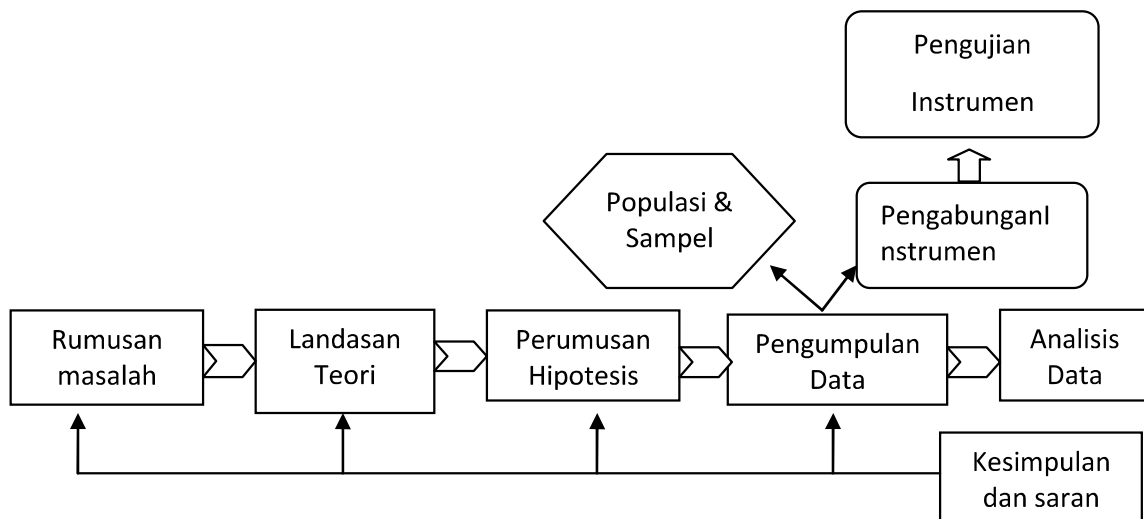 Pengujian
Instrumen
Populasi &
Sampel
PengabunganI
nstrumen
Rumusan
masalah
Landasan
Teori
Perumusan
Hipotesis
Pengumpulan
Data
Analisis
Data
Kesimpulan
dan saran